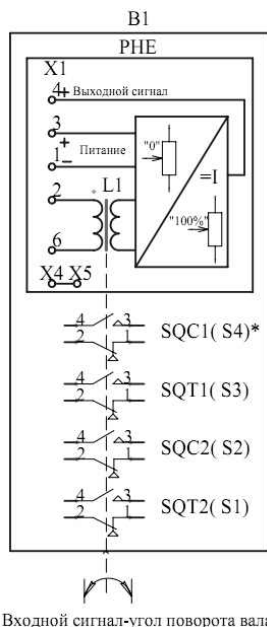 B1
PHE
X1
4+ Выходной сигнал
3
+
1 Питание
−
"0"
=I
2 * L1
"100%"
6
X4 X5
4 3
2 1 SQC1( S4)*
4 3
2 1 SQT1( S3)
4 3
2 1 SQC2( S2)
4 3
2 1 SQT2( S1)
Входной сигнал-угол поворота вала